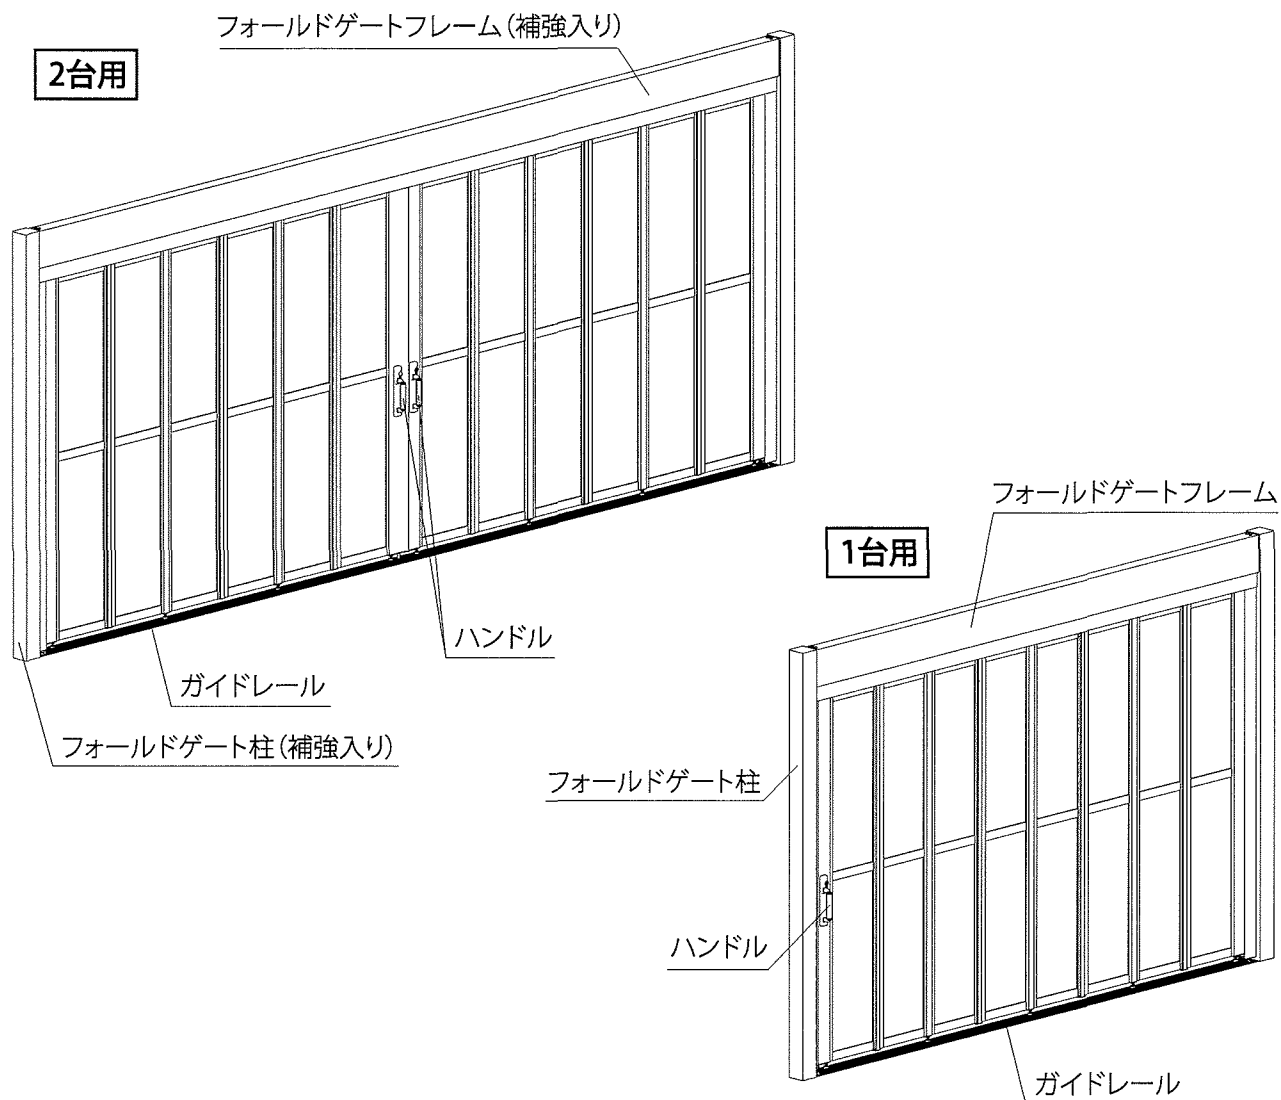 フォールドゲートフレーム(補強入り)
2台用
ハンドル
ガイドレール
フォールドゲート柱(補強入り)
フォールドゲートフレーム
1台用
フォールドゲート柱
ハンドル
ガイドレール